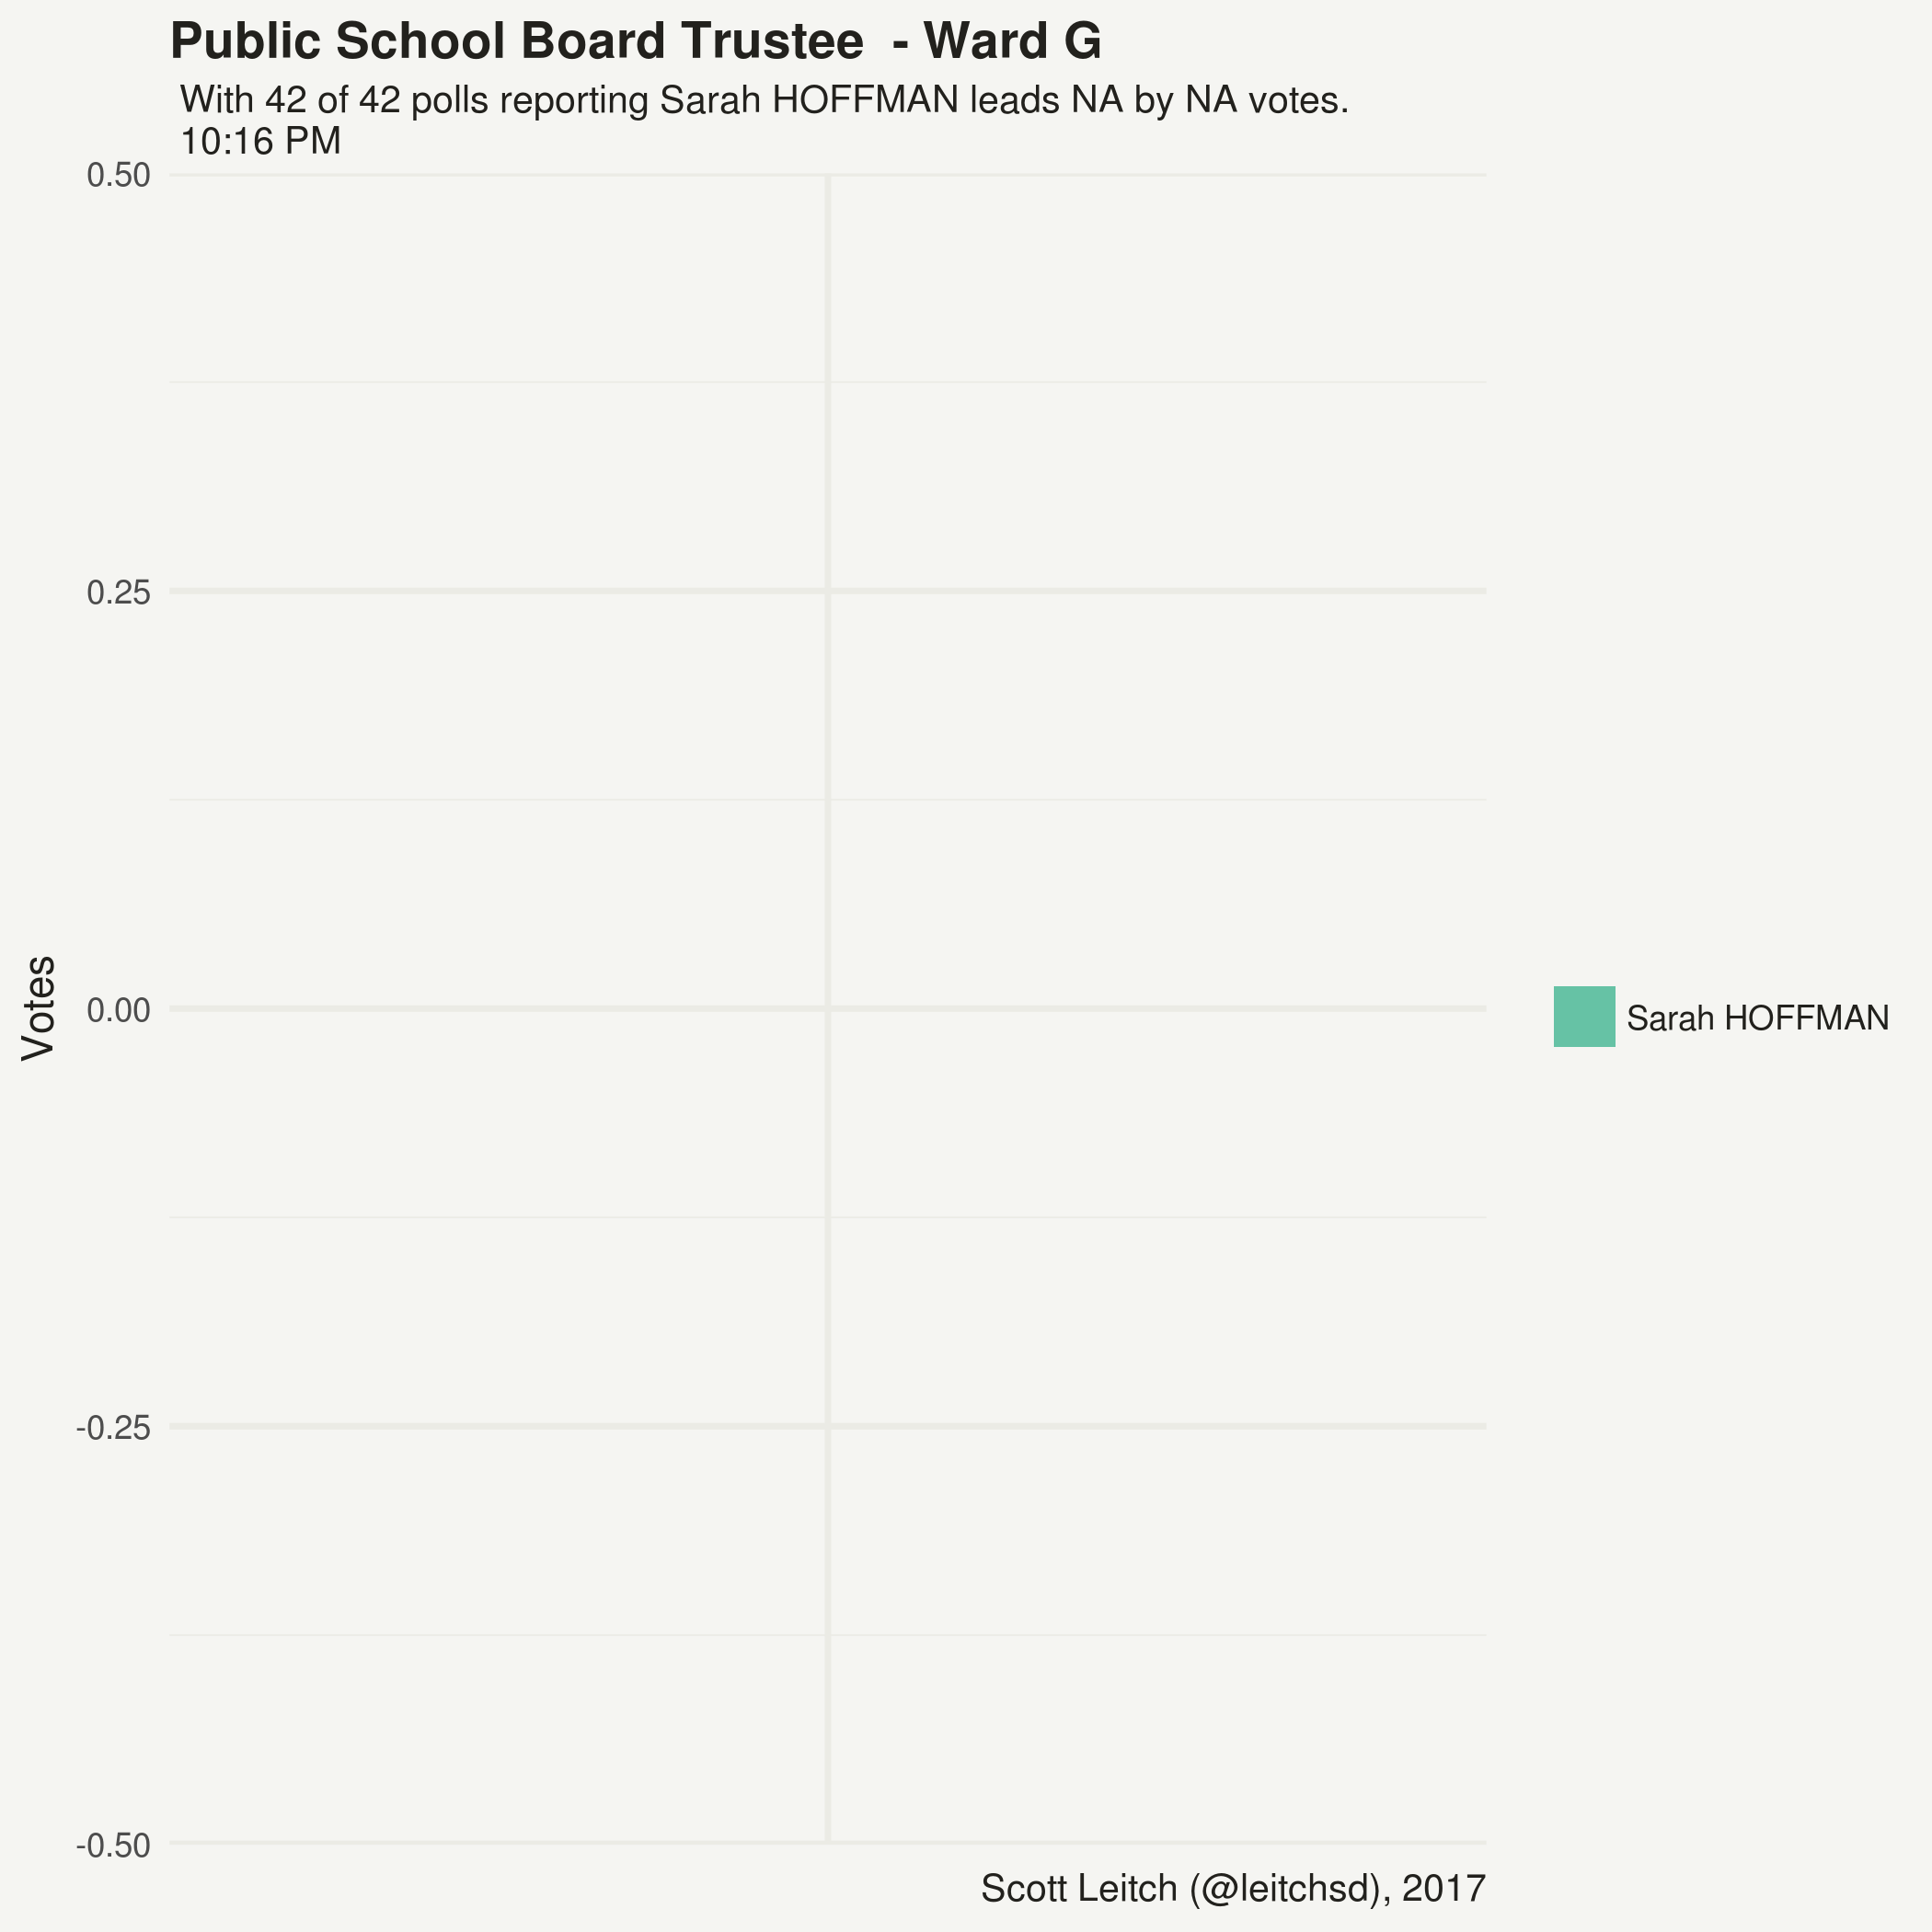 Public School Board Trustee  - Ward G
With 42 of 42 polls reporting Sarah HOFFMAN leads NA by NA votes.
10:16 PM
0.50
0.25
0.00
-0.25
-0.50
Votes
Sarah HOFFMAN
Scott Leitch (@leitchsd), 2017